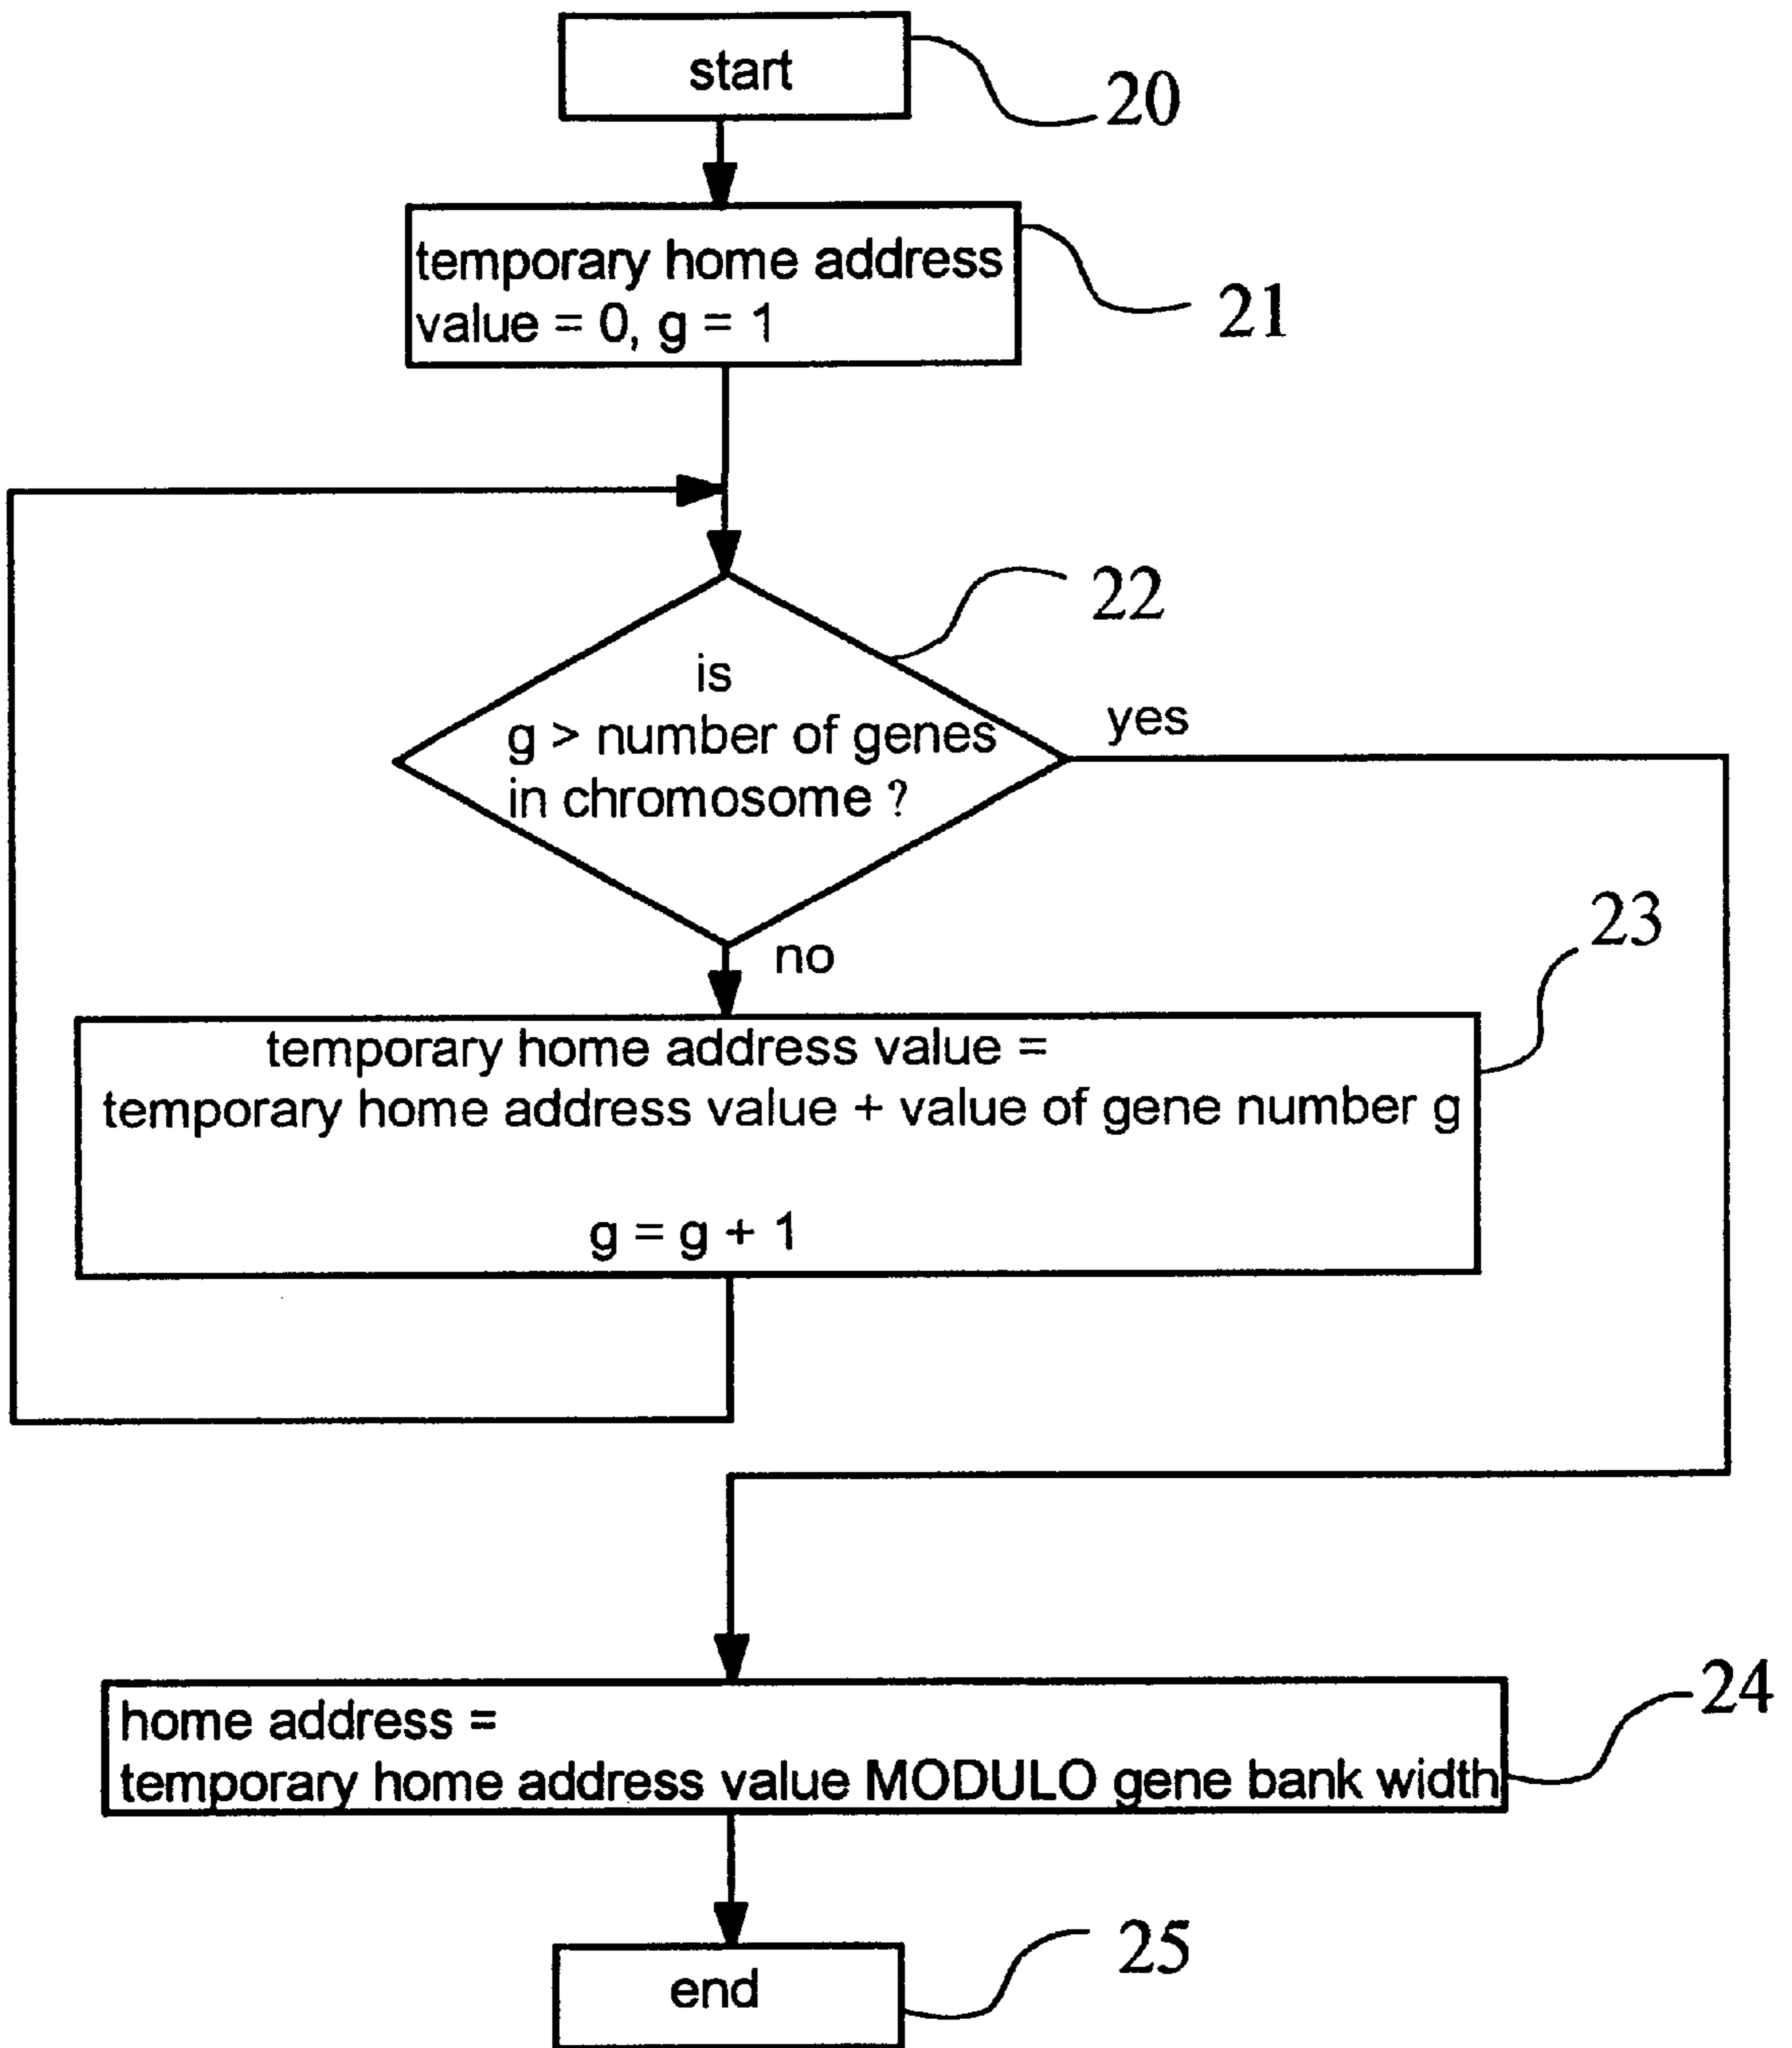 start
20
temporary home address
value = 0, g = 1
21
22
is
g > number of genes
in chromosome ?
yes
no
23
temporary home address value =
temporary home address value + value of gene number g
g = g + 1
home address =
temporary home address value MODULO gene bank width
24
end
25